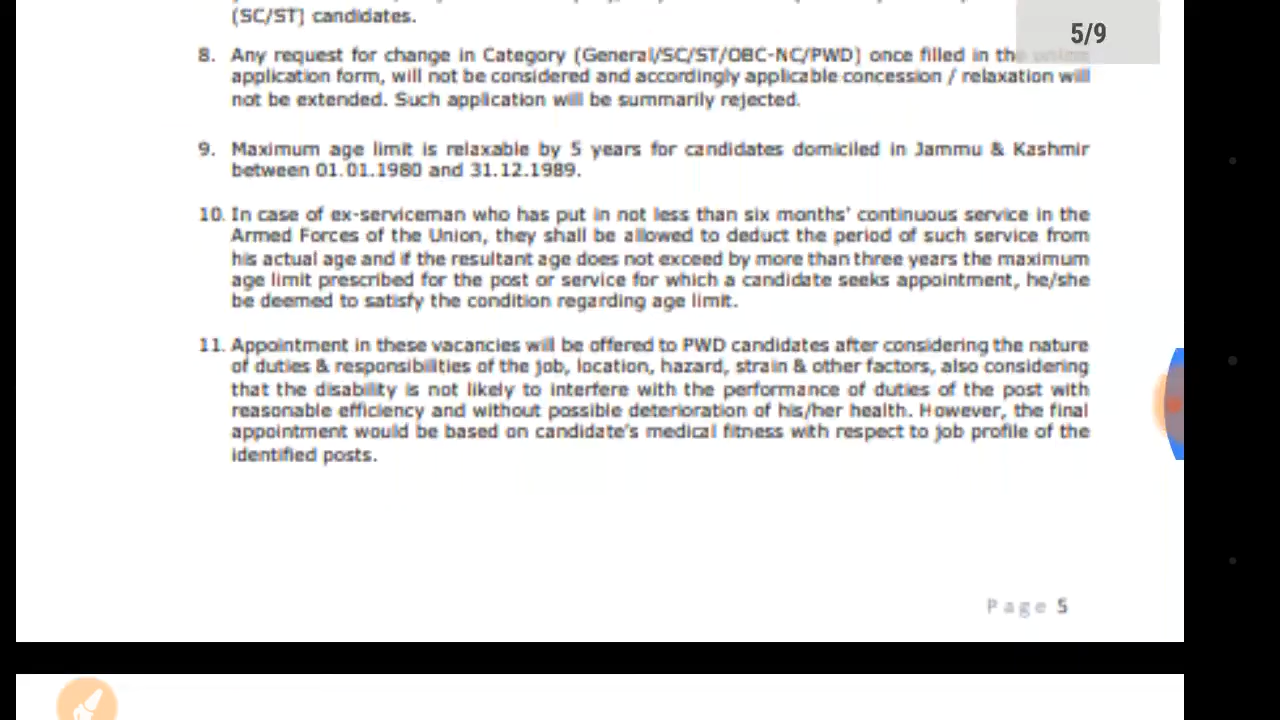 (SC/ST) candidates.
5/9
8. Any request for change in Category (General/SC/ST/OBC-NC/PWD) once filled in the online
application form, will not be considered and accordingly applicable concession / relaxation will
not be extended. Such application will be summarily rejected.
9. Maximum age limit is relaxable by 5 years for candidates domiciled in Jammu & Kashmir
between 01.01.1980 and 31.12.1989.
10. In case of ex-serviceman who has put in not less than six months' continuous service in the
Armed Forces of the Union, they shall be allowed to deduct the period of such service from
his actual age and if the resultant age does not exceed by more than three years the maximum
age limit prescribed for the post or service for which a candidate seeks appointment, he/she
be deemed to satisfy the condition regarding age limit.
11. Appointment in these vacancies will be offered to PWD candidates after considering the nature
of duties & responsibilities of the job, location, hazard, strain & other factors, also considering
that the disability is not likely to interfere with the performance of duties of the post with
reasonable efficiency and without possible deterioration of his/her health. However, the final
appointment would be based on candidate's medical fitness with respect to job profile of the
identified posts.
Page 5